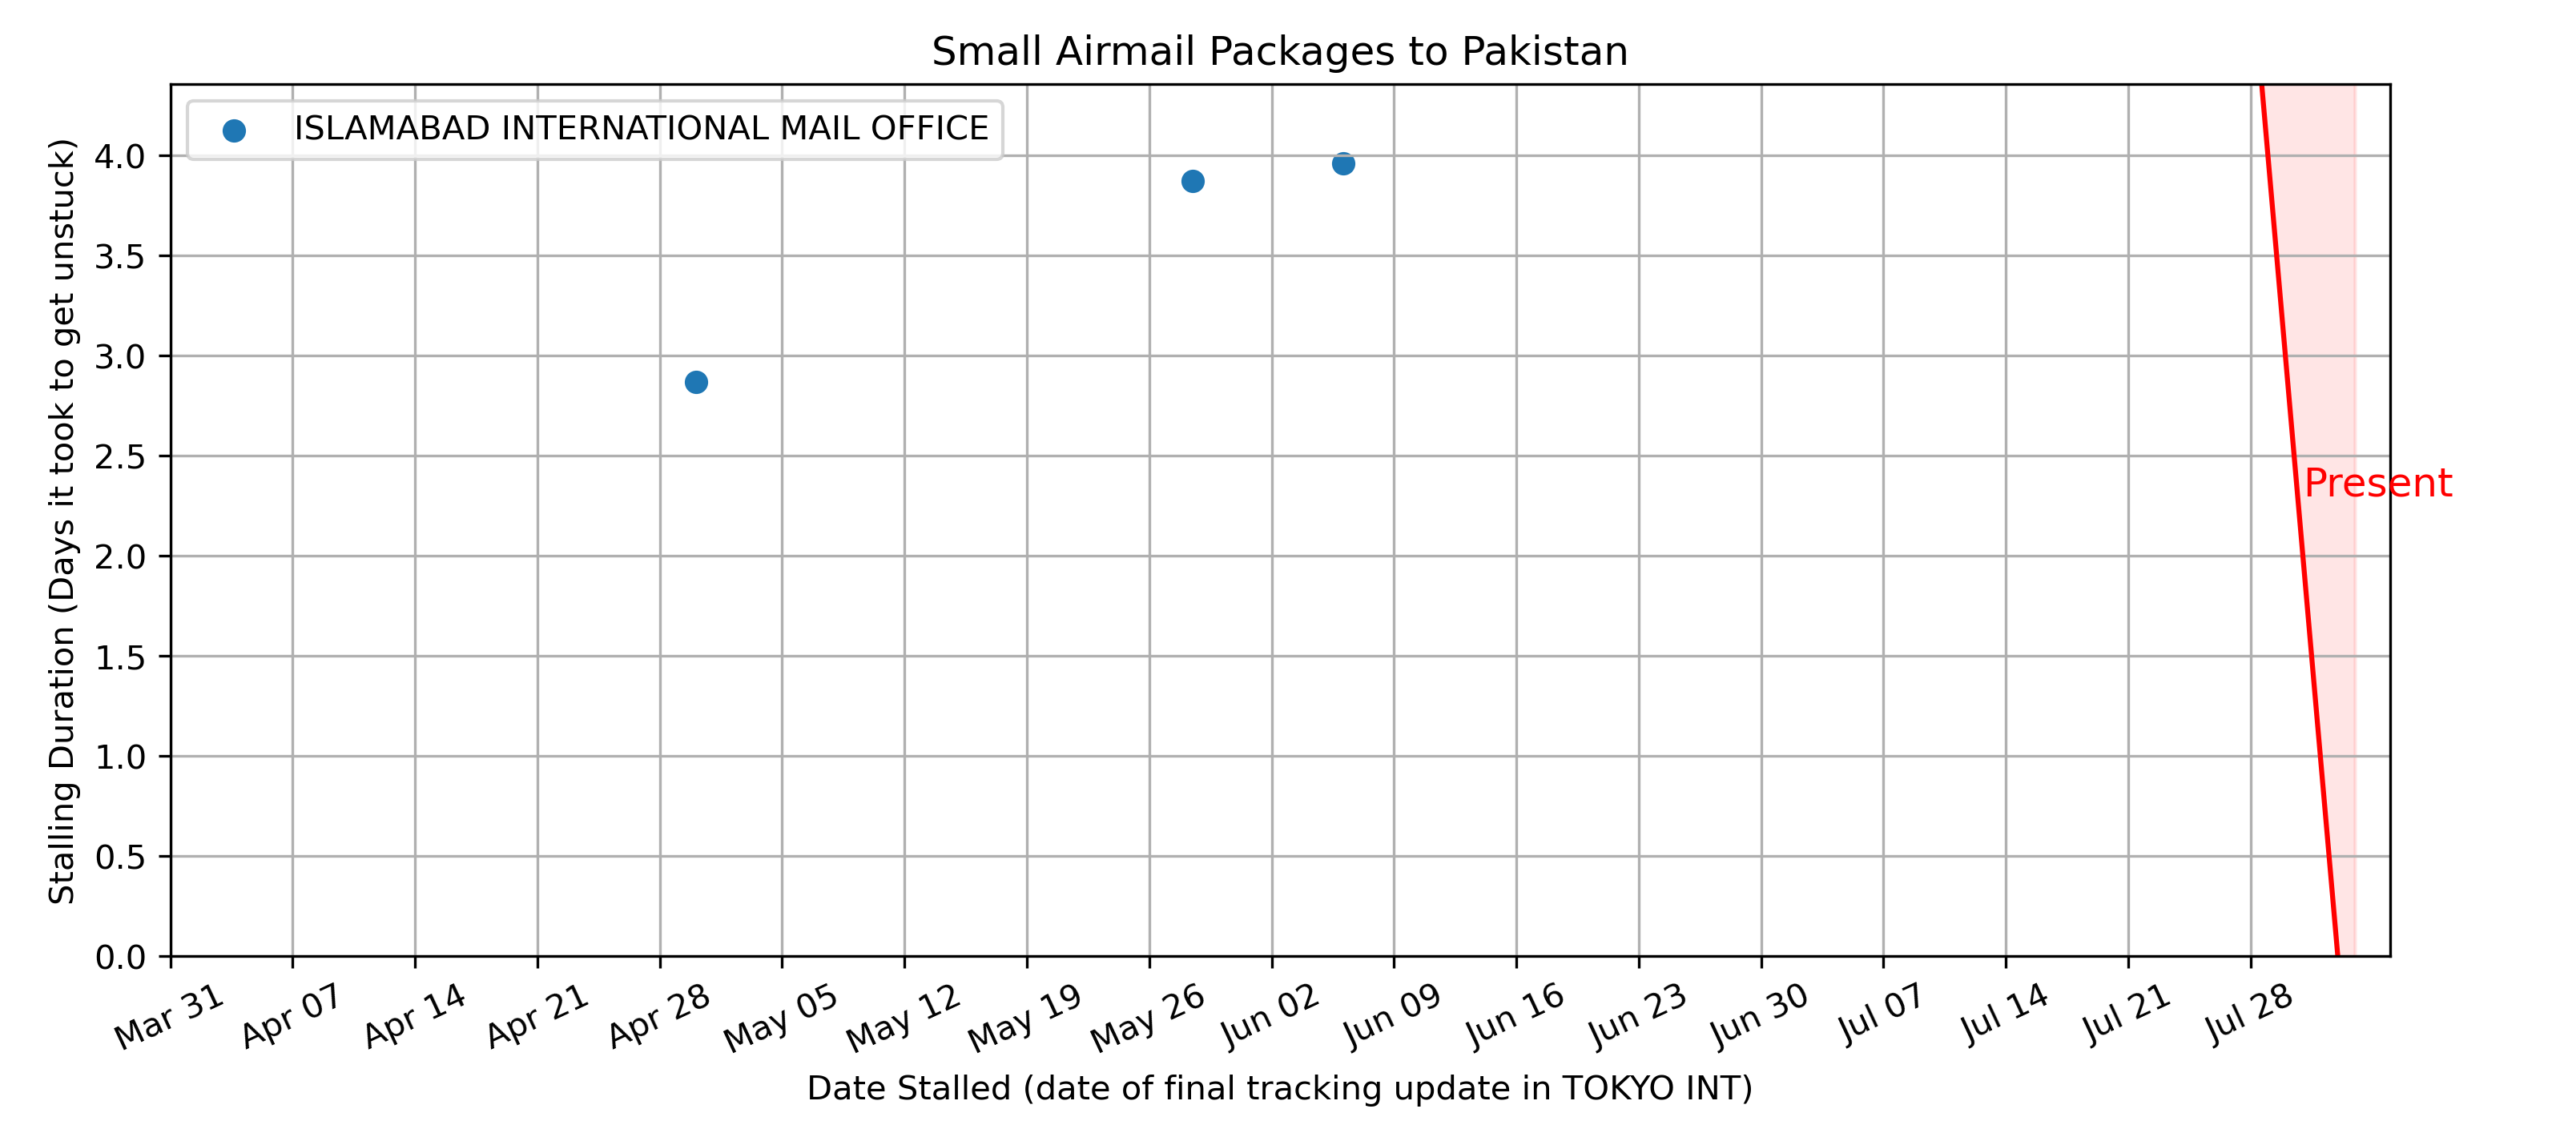 Small Airmail Packages to Pakistan
ISLAMABAD INTERNATIONAL MAIL OFFICE
Stalling Duration (Days it took to get unstuck)
4.0
3.5
3.0
2.5
2.0
1.5
1.0
0.5
0.0
Present
Mar 31 Apr 07 Apr 14 Apr 21 Apr 28 May 05 May 12 May 19 May 26 Jun 02 Jun 09 Jun 16 Jun 23 Jun 30 Jul 07 Jul 14 Jul 21 Jul 28
Date Stalled (date of final tracking update in TOKYO INT)